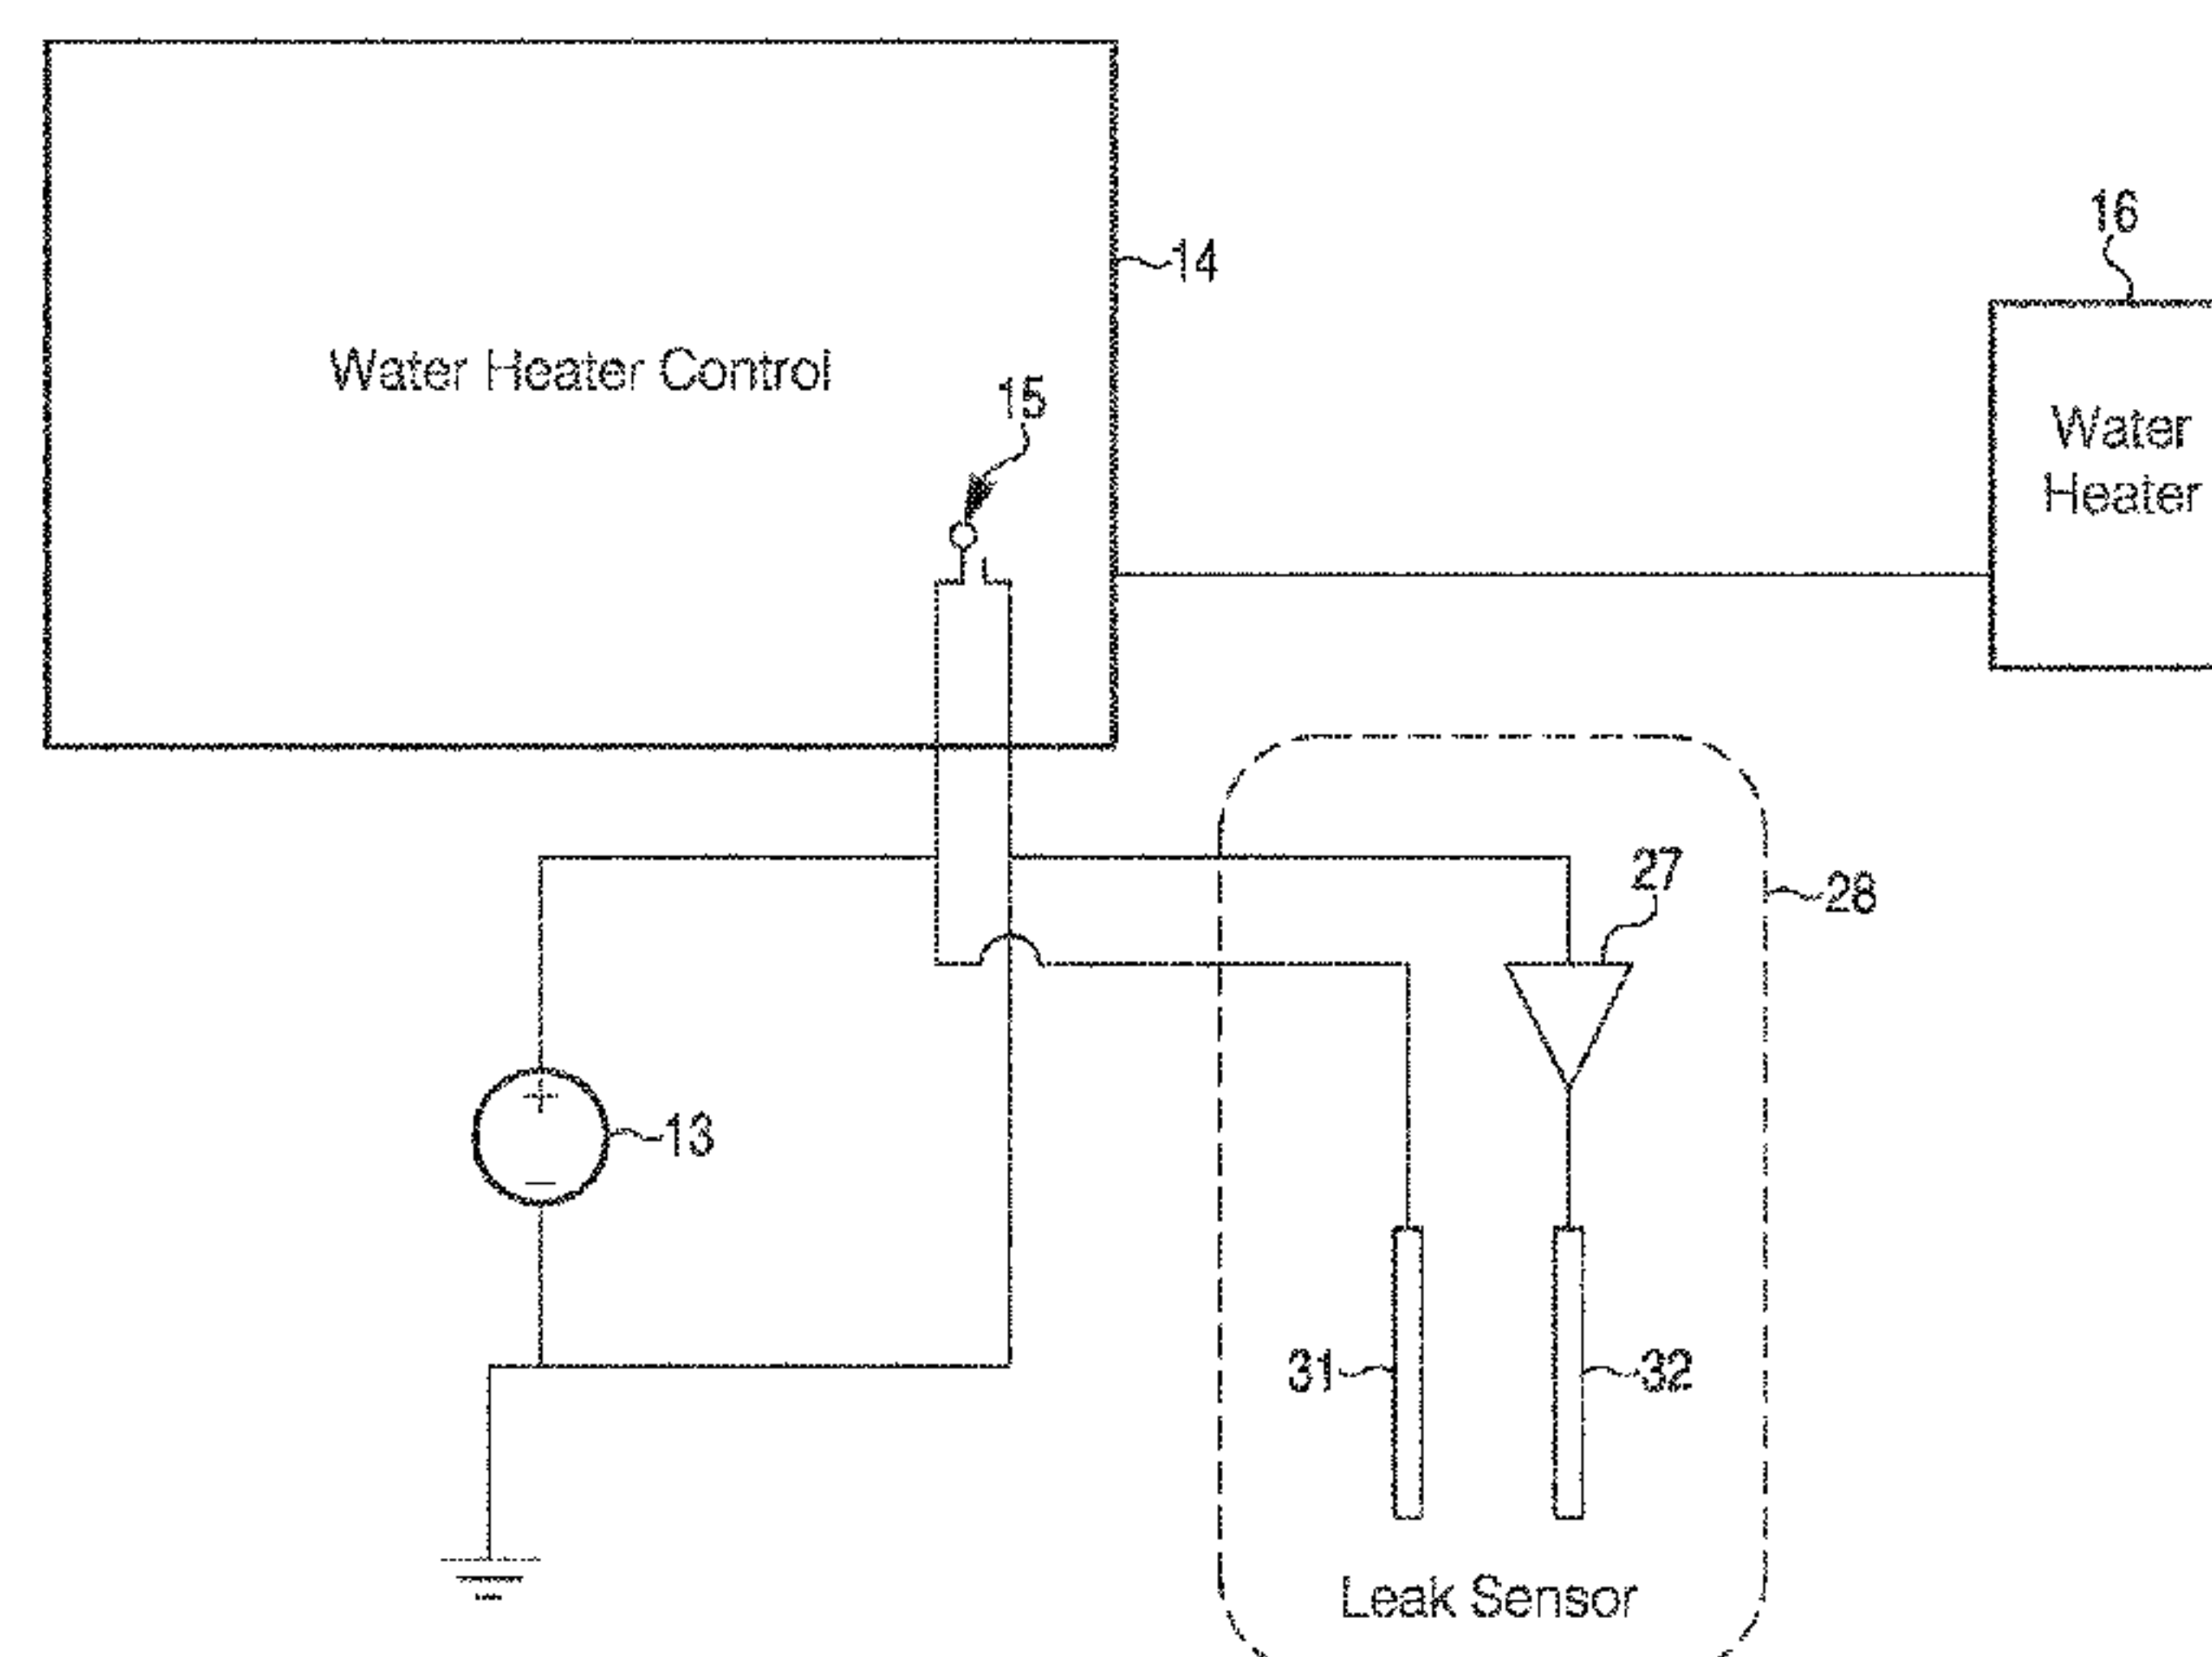 16
14
Water Heater Control
15
Water
Heater
27
28
+
13
−
31
32
Leak Sensor